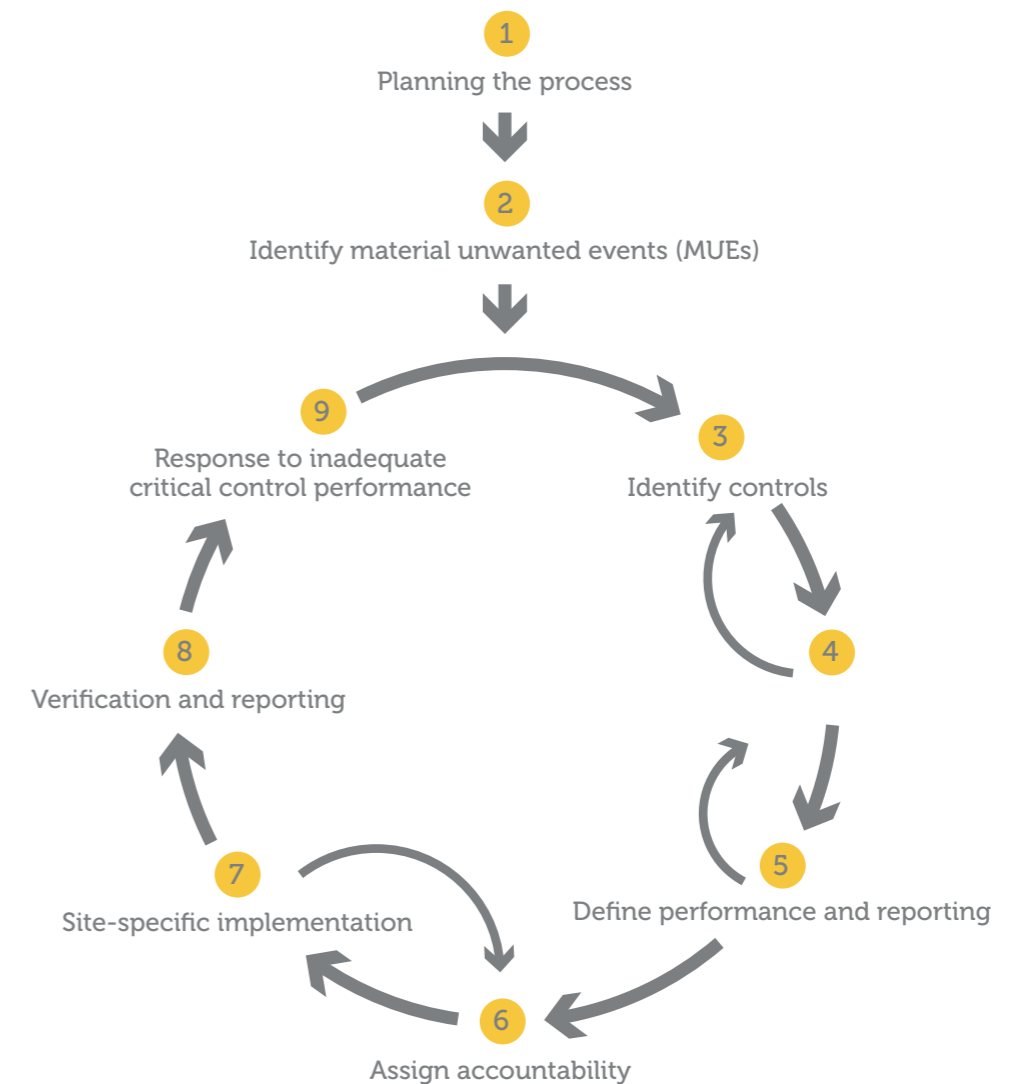 1
Planning the process
2
Identify material unwanted events (MUEs)
9
Response to inadequate
critical control performance
3
Identify controls
4
8
Verification and reporting
5
Define performance and reporting
7
Site-specific implementation
6
Assign accountability